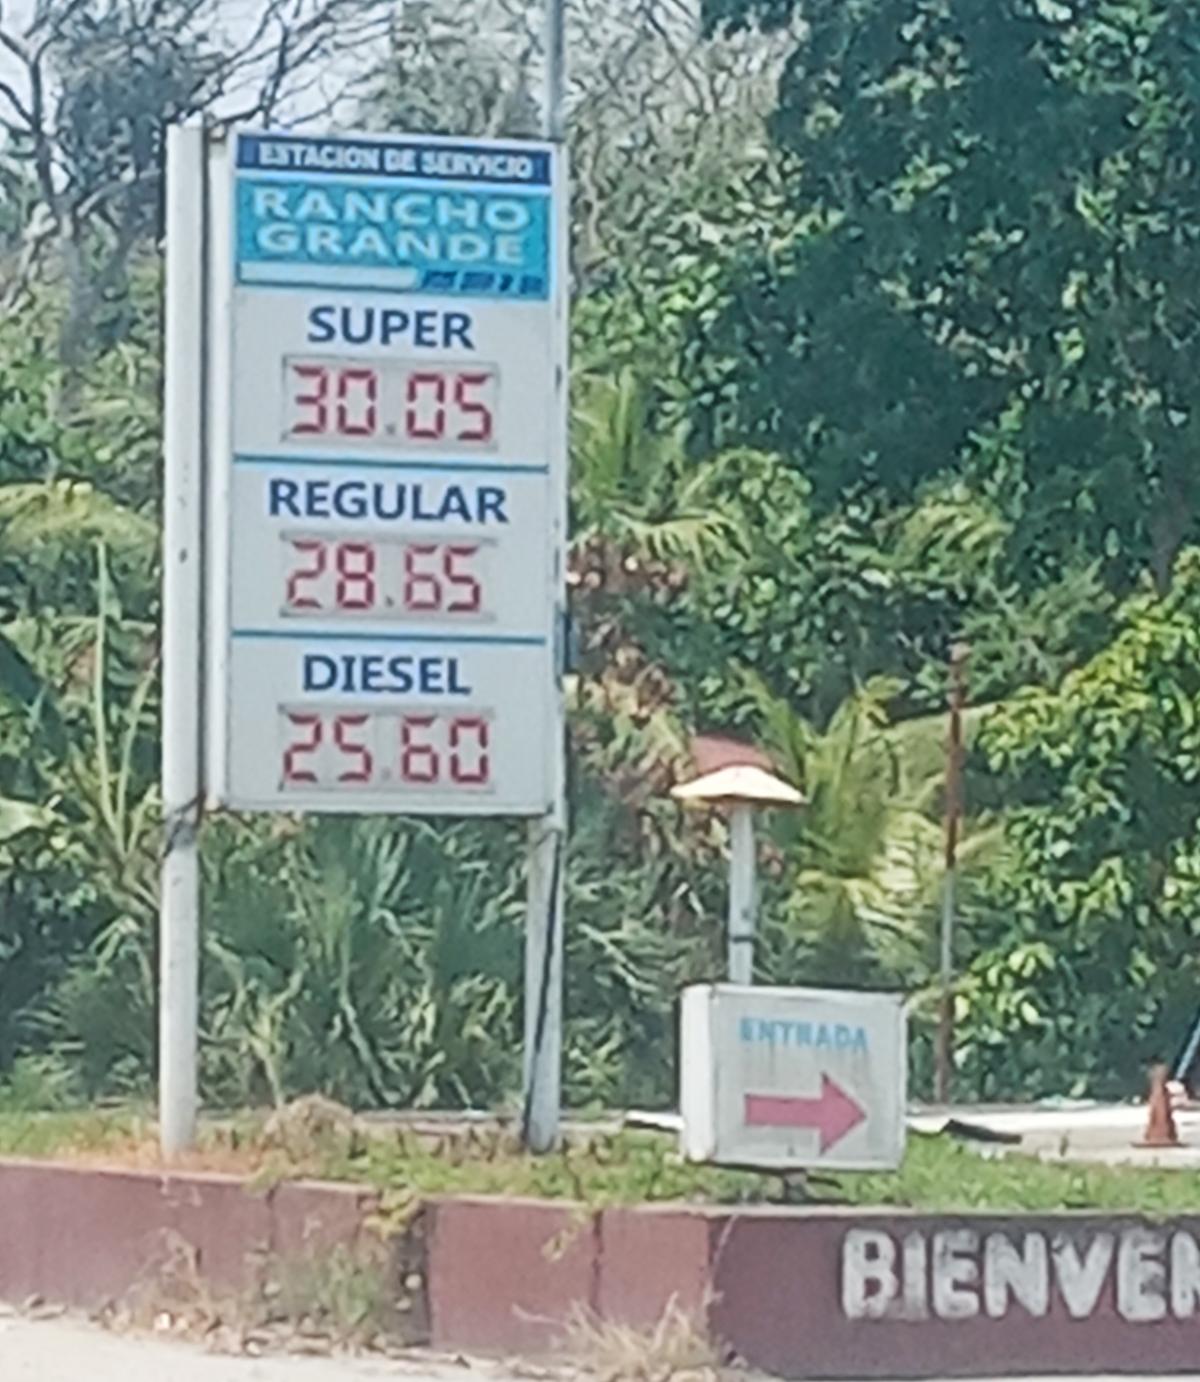 ESTACION DE SERVICIO
RANCHO
GRANDE
SUPER
30.05
REGULAR
28.65
DIESEL
25.60
ENTRADA
BIENVEN